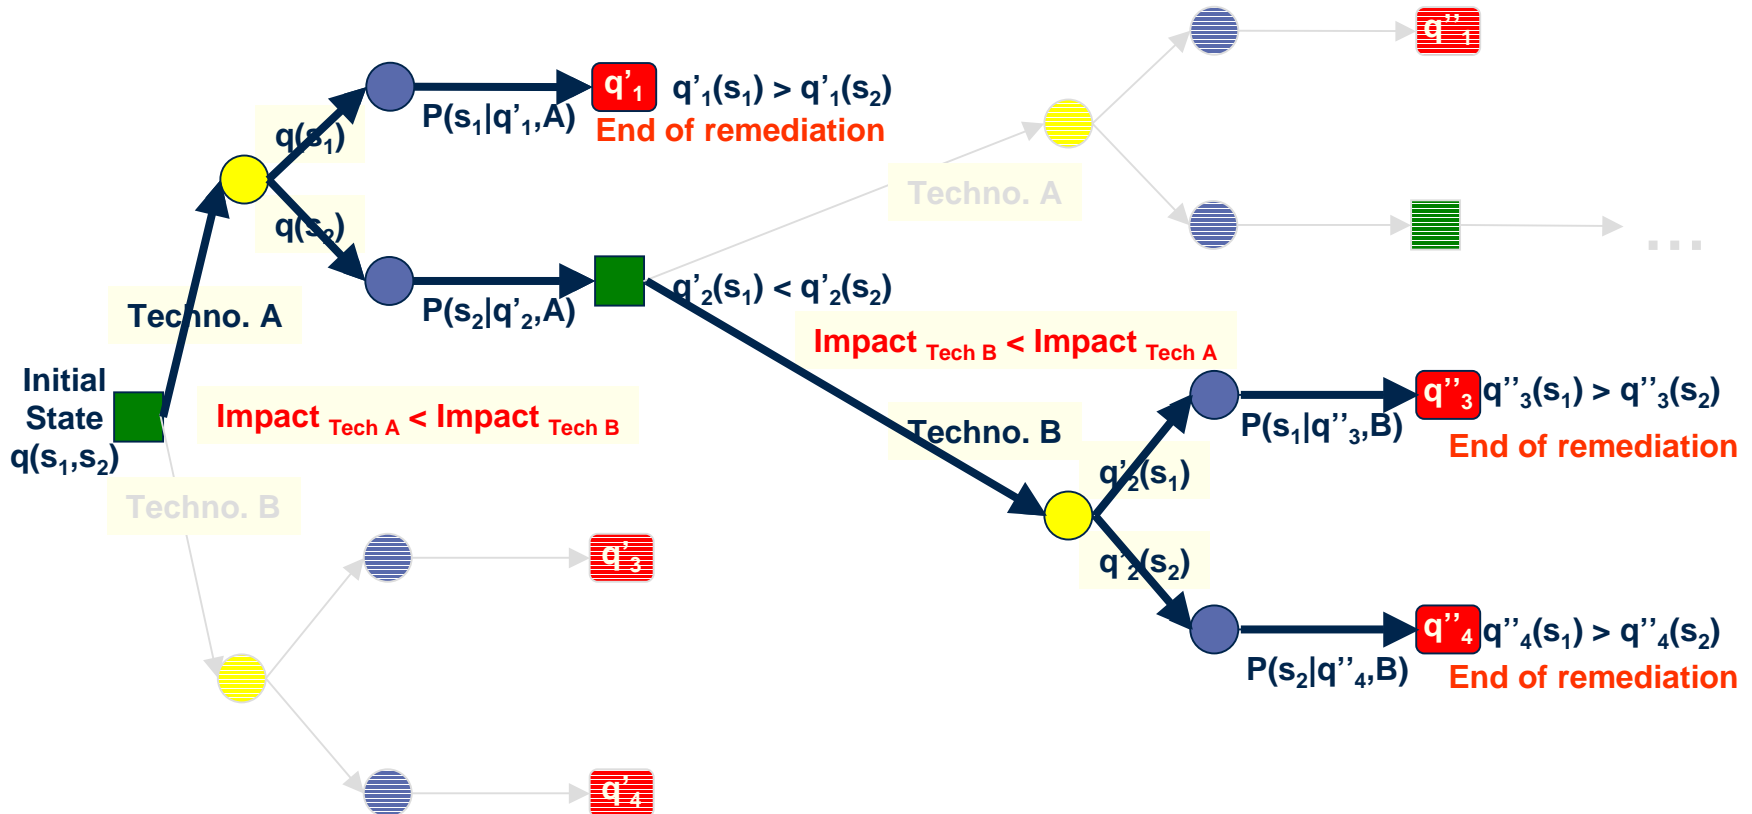 q’’₁
q’₁ q’₁(s₁) > q’₁(s₂)
P(s₁|q’₁,A)
End of remediation
q(s₁)
Techno. A
q(s₂)
...
q’₂(s₁) < q’₂(s₂)
P(s₂|q’₂,A)
Techno. A
Impact Tech B < Impact Tech A
Initial
State
q(s₁,s₂)
Impact Tech A < Impact Tech B
q’’₃ q’’₃(s₁) > q’’₃(s₂)
P(s₁|q’’₃,B)
Techno. B
End of remediation
q’₂(s₁)
Techno. B
q’₃
q’₂(s₂)
q’’₄ q’’₄(s₁) > q’’₄(s₂)
P(s₂|q’’₄,B)
End of remediation
q’₄